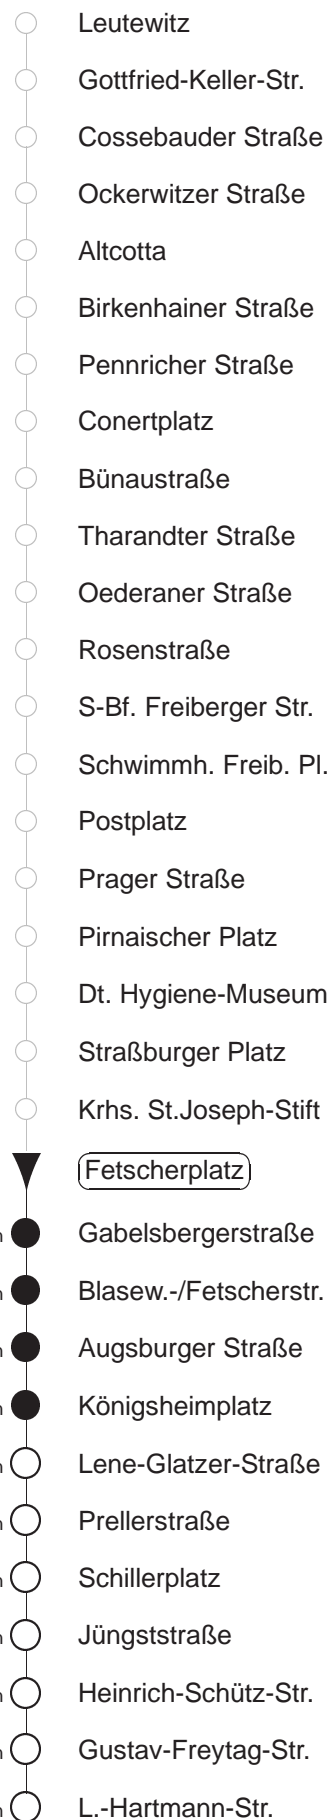 Leutewitz
Gottfried-Keller-Str.
Cossebauder Straße
Ockerwitzer Straße
Altcotta
Birkenhainer Straße
Pennricher Straße
Conertplatz
Bünaustraße
Tharandter Straße
Oederaner Straße
Rosenstraße
S-Bf. Freiberger Str.
Schwimmh. Freib. Pl.
Postplatz
Prager Straße
Pirnaischer Platz
Dt. Hygiene-Museum
Straßburger Platz
Krhs. St.Joseph-Stift
Fetscherplatz
Gabelsbergerstraße
Blasew.-/Fetscherstr.
Augsburger Straße
Königsheimplatz
Lene-Glatzer-Straße
Prellerstraße
Schillerplatz
Jüngststraße
Heinrich-Schütz-Str.
Gustav-Freytag-Str.
L.-Hartmann-Str.